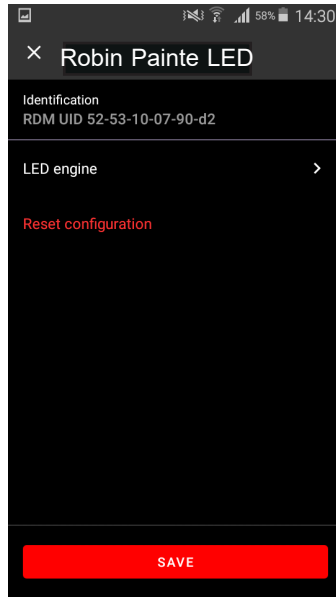 58% 14:30
Robin Painte LED
Identification
RDM UID 52-53-10-07-90-d2
LED engine
Reset configuration
SAVE